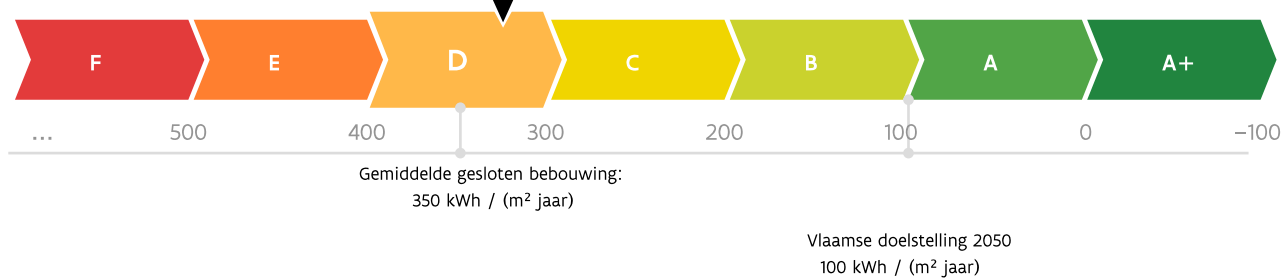 F E D C B A A+
... 500 400 300 200 100 0 −100
Gemiddelde gesloten bebouwing:
350 kWh / (m² jaar)
Vlaamse doelstelling 2050
100 kWh / (m² jaar)